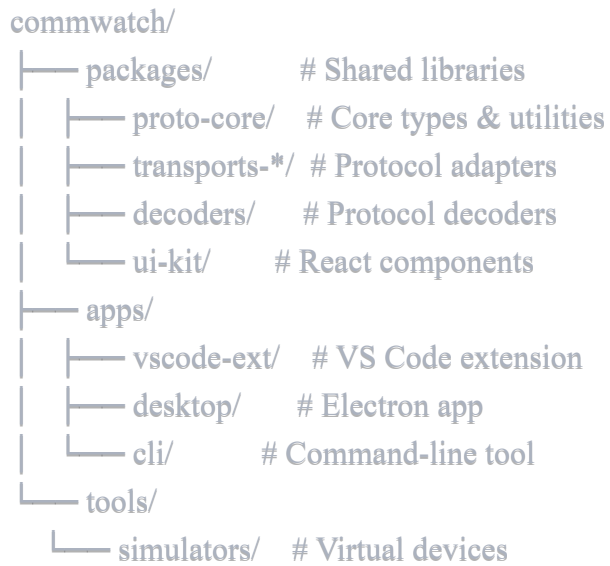 commwatch/
├── packages/ # Shared libraries
│ ├── proto-core/ # Core types & utilities
│ ├── transports-*/ # Protocol adapters
│ ├── decoders/ # Protocol decoders
│ └── ui-kit/ # React components
├── apps/
│ ├── vscode-ext/ # VS Code extension
│ ├── desktop/ # Electron app
│ └── cli/ # Command-line tool
└── tools/
└── simulators/ # Virtual devices